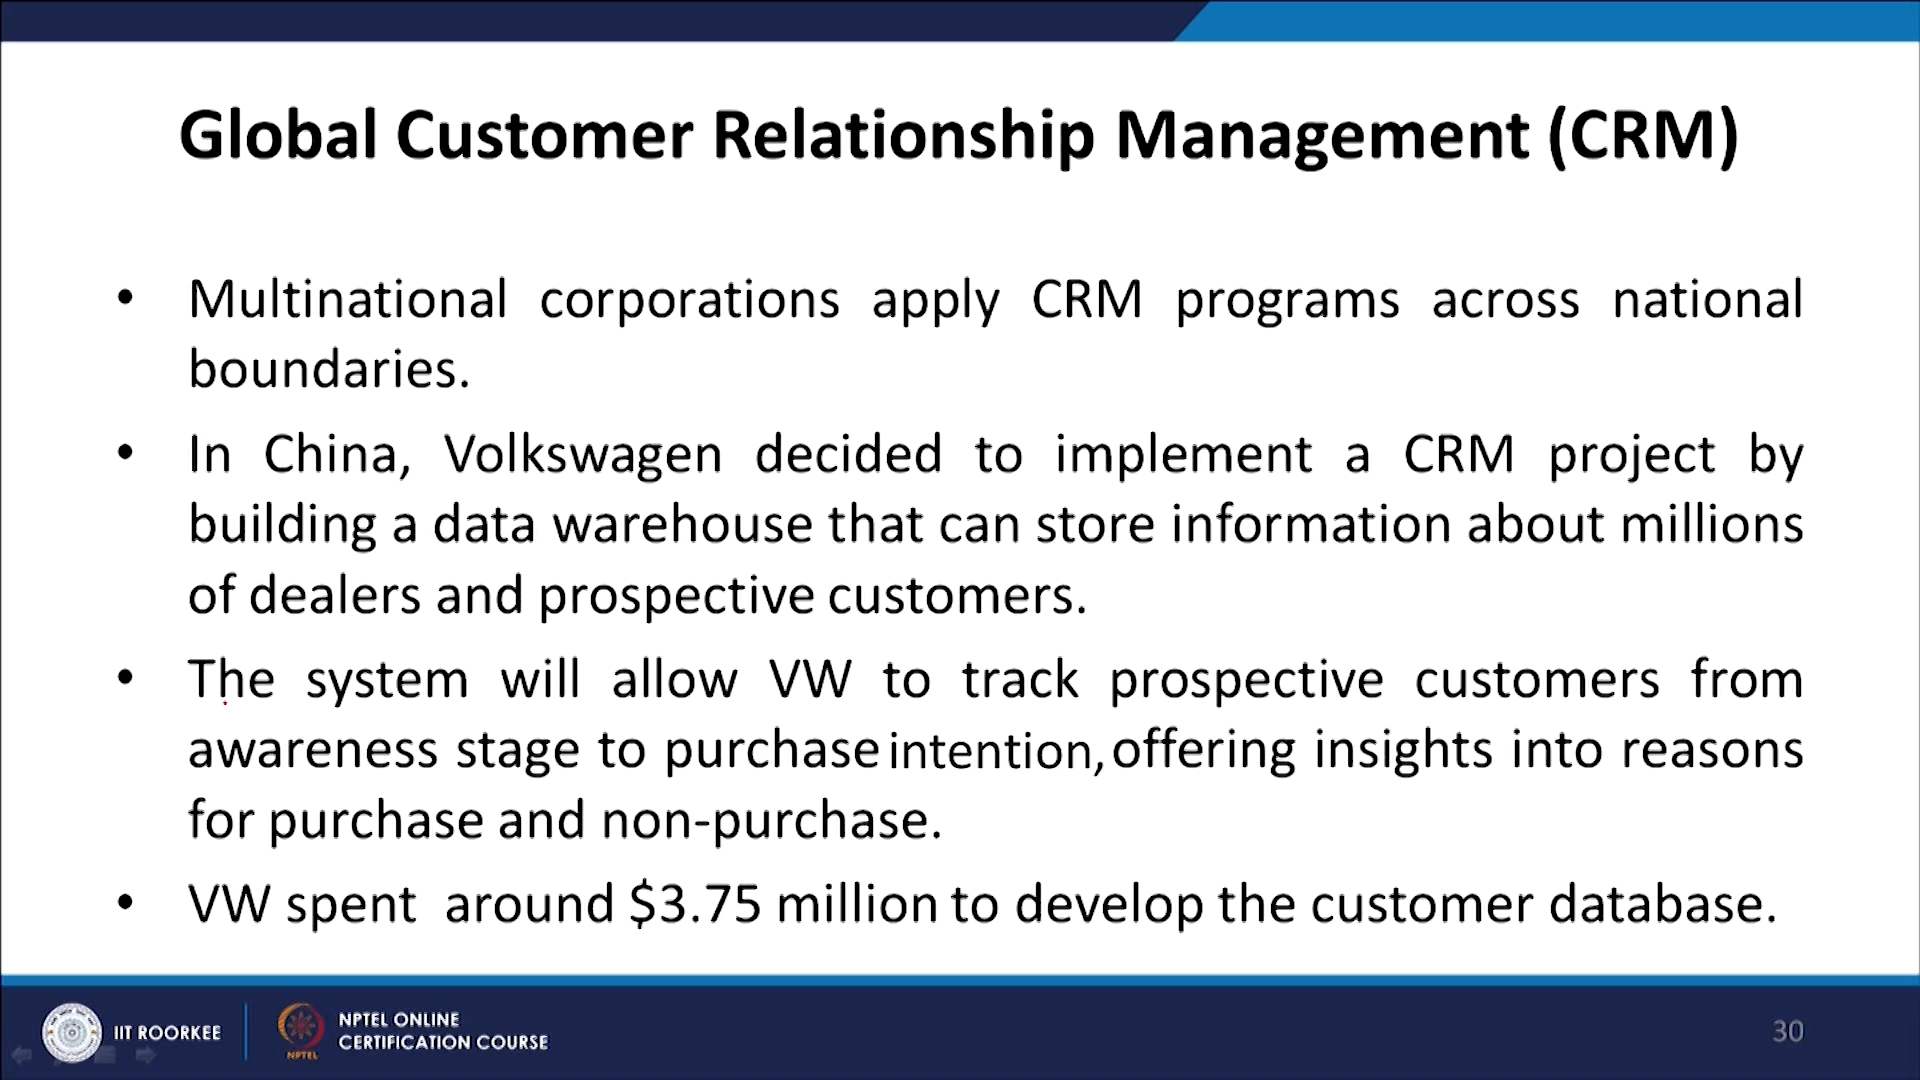 Global Customer Relationship Management (CRM)
• Multinational corporations apply CRM programs across national
boundaries.
• In China, Volkswagen decided to implement a CRM project by
building a data warehouse that can store information about millions
of dealers and prospective customers.
• The system will allow VW to track prospective customers from
awareness stage to purchase intention, offering insights into reasons
for purchase and non-purchase.
• VW spent around $3.75 million to develop the customer database.
IIT ROORKEE
NPTEL
NPTEL ONLINE
CERTIFICATION COURSE
30